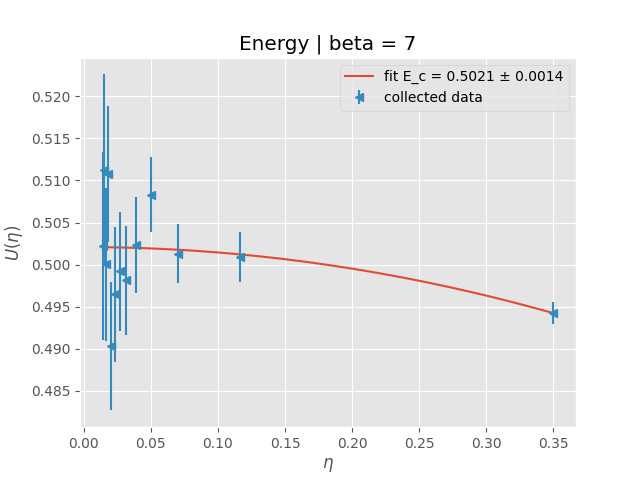 Energy | beta = 7
fit E_c = 0.5021 ± 0.0014
collected data
0.520
0.515
0.510
0.505
0.500
0.495
0.490
0.485
U(η)
0.00 0.05 0.10 0.15 0.20 0.25 0.30 0.35
η